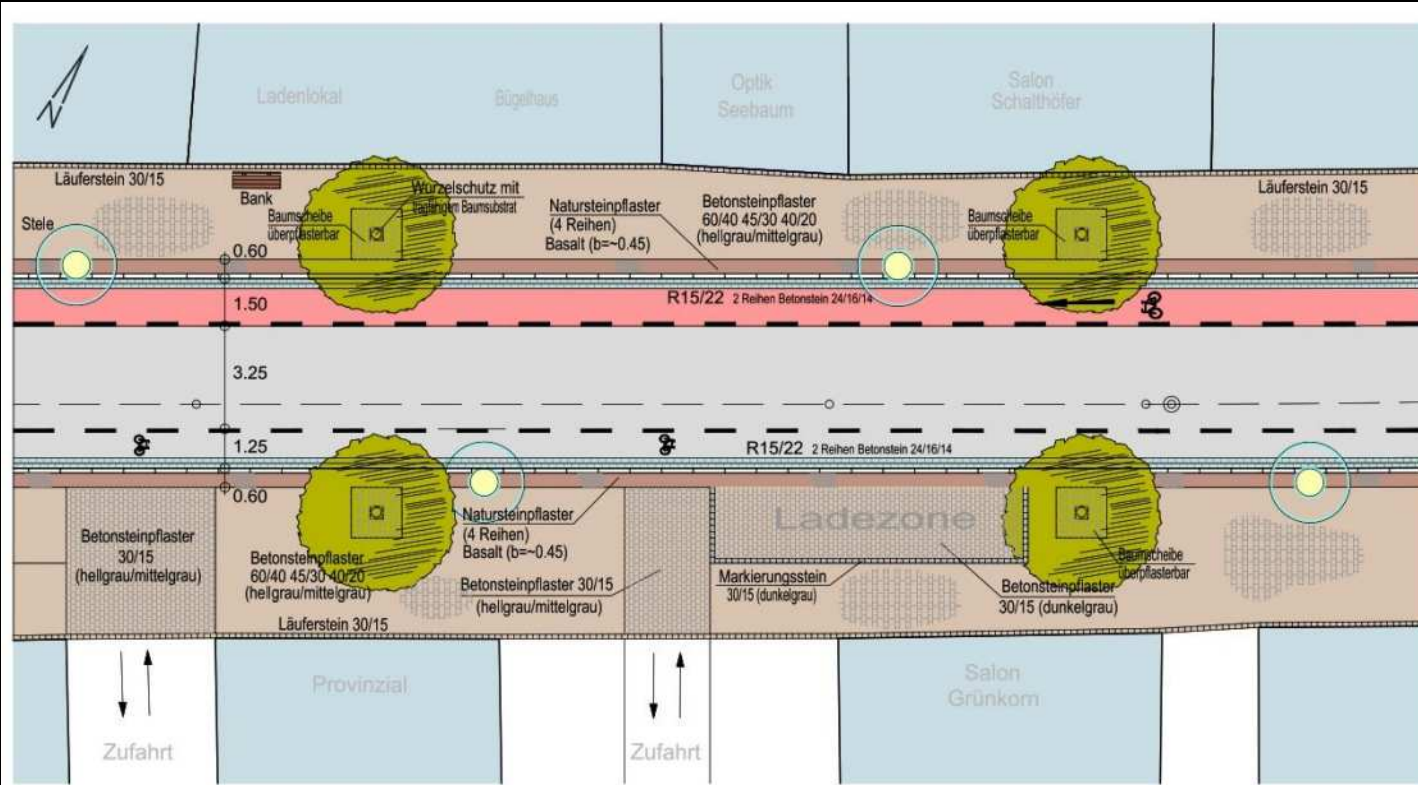 Ladenlokal
Bügelhaus
Optik
Seebaum
Salon
Schalthöfer
N
Läuferstein 30/15
Stele
Bank
Baumscheibe
überpflasterbar
Wurzelschutz mit
tragfähigem Baumsubstrat
Natursteinpflaster
(4 Reihen)
Basalt (b=~0.45)
Betonsteinpflaster
60/40 45/30 40/20
(hellgrau/mittelgrau)
Baumscheibe
überpflasterbar
Läuferstein 30/15
0.60
1.50
R15/22 2 Reihen Betonstein 24/16/14
3.25
1.25
R15/22 2 Reihen Betonstein 24/16/14
0.60
Betonsteinpflaster
30/15
(hellgrau/mittelgrau)
Betonsteinpflaster
60/40 45/30 40/20
(hellgrau/mittelgrau)
Läuferstein 30/15
Natursteinpflaster
(4 Reihen)
Basalt (b=~0.45)
Betonsteinpflaster 30/15
(hellgrau/mittelgrau)
Ladezone
Markierungsstein
30/15 (dunkelgrau)
Betonsteinpflaster
30/15 (dunkelgrau)
Baumscheibe
überpflasterbar
Provinzial
Salon
Grünkorn
Zufahrt
Zufahrt